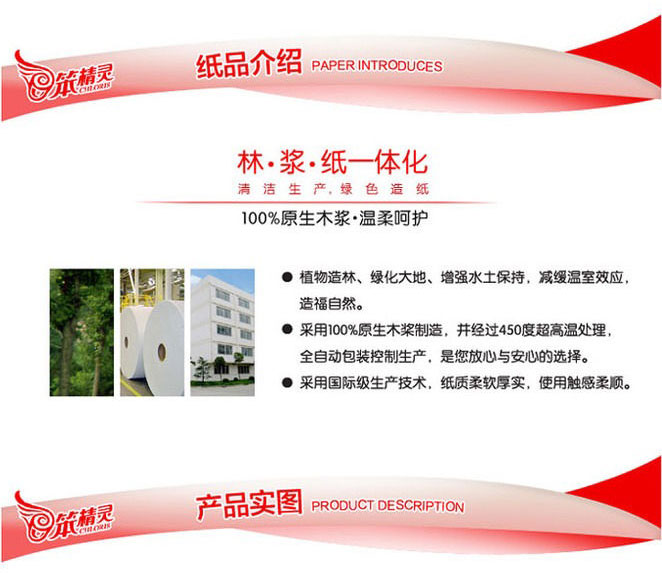 笨精灵
CHLORIS
纸品介绍 PAPER INTRODUCES
林·浆·纸一体化
清洁生产,绿色造纸
100%原生木浆·温柔呵护
● 植物造林、绿化大地、增强水土保持，减缓温室效应，
造福自然。
● 采用100%原生木浆制造，并经过450度超高温处理，
全自动包装控制生产，是您放心与安心的选择。
● 采用国际级生产技术，纸质柔软厚实，使用触感柔顺。
笨精灵
CHLORIS
产品实图 PRODUCT DESCRIPTION